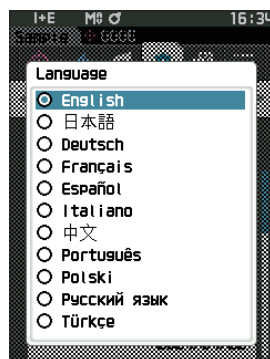 I+E M 16:34
Sample 0006
Language
English
日本語
Deutsch
Français
Español
Italiano
中文
Português
Polski
Русский язык
Türkçe